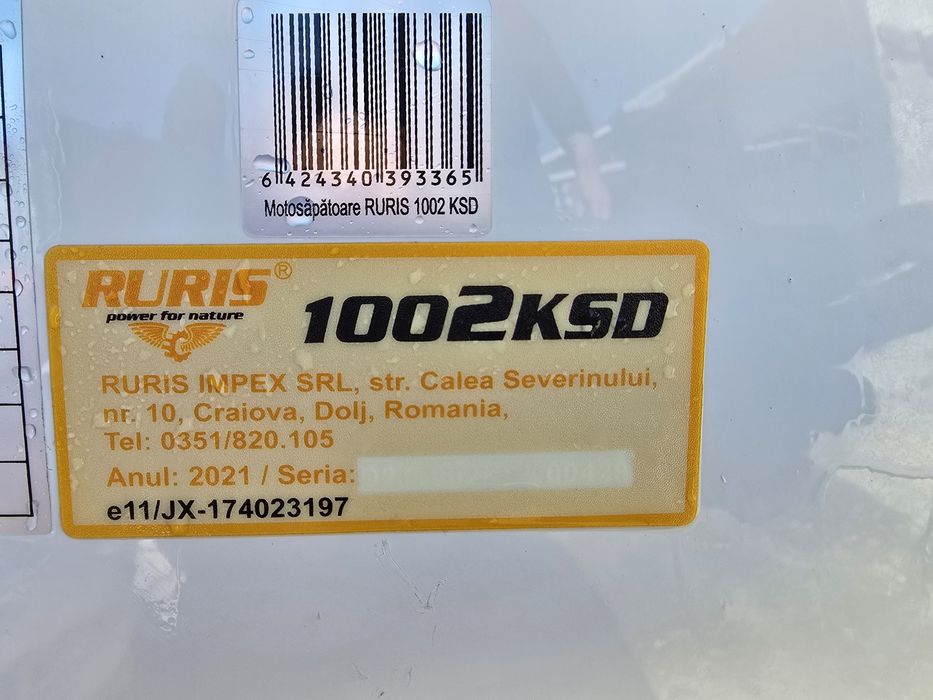 6 424340 393365
Motosăpătoare RURIS 1002 KSD
RURIS®
power for nature
1002KSD
RURIS IMPEX SRL, str. Calea Severinului,
nr. 10, Craiova, Dolj, Romania,
Tel: 0351/820.105
Anul: 2021 / Seria:
e11/JX-174023197